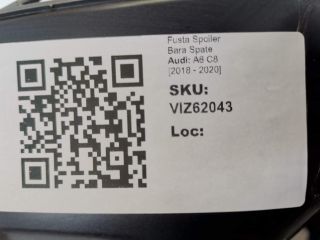 Fusta Spoiler
Bara Spate
Audi: A6 C8
[2018 - 2020]
SKU:
VIZ62043
Loc: